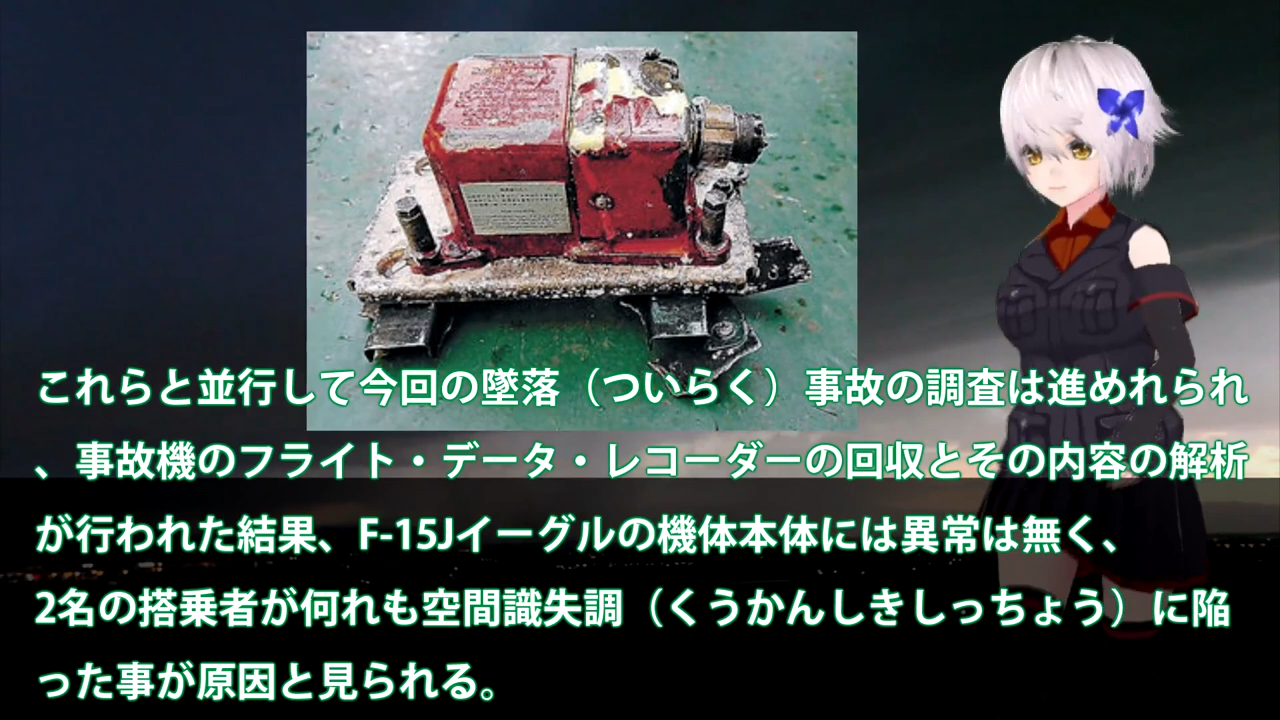 これらと並行して今回の墜落（ついらく）事故の調査は進めれられ
、事故機のフライト・データ・レコーダーの回収とその内容の解析
が行われた結果、F-15Jイーグルの機体本体には異常は無く、
2名の搭乗者が何れも空間識失調（くうかんしきしっちょう）に陥
った事が原因と見られる。